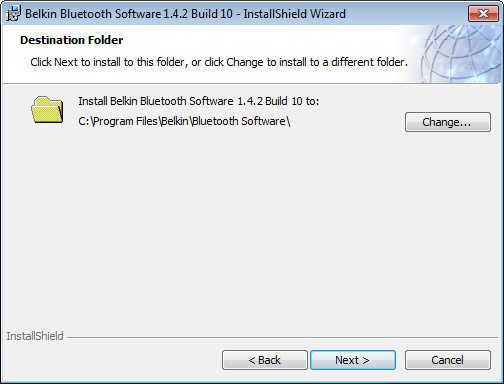 Belkin Bluetooth Software 1.4.2 Build 10 - InstallShield Wizard
Destination Folder
Click Next to install to this folder, or click Change to install to a different folder.
Install Belkin Bluetooth Software 1.4.2 Build 10 to:
C:\Program Files\Belkin\Bluetooth Software\
Change...
InstallShield
< Back
Next >
Cancel